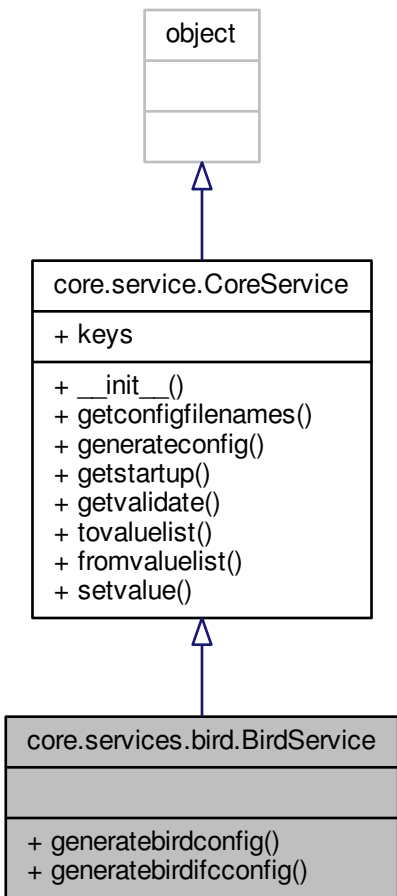 object
core.service.CoreService
+ keys
+ __init__()
+ getconfigfilenames()
+ generateconfig()
+ getstartup()
+ getvalidate()
+ tovaluelist()
+ fromvaluelist()
+ setvalue()
core.services.bird.BirdService
+ generatebirdconfig()
+ generatebirdifcconfig()